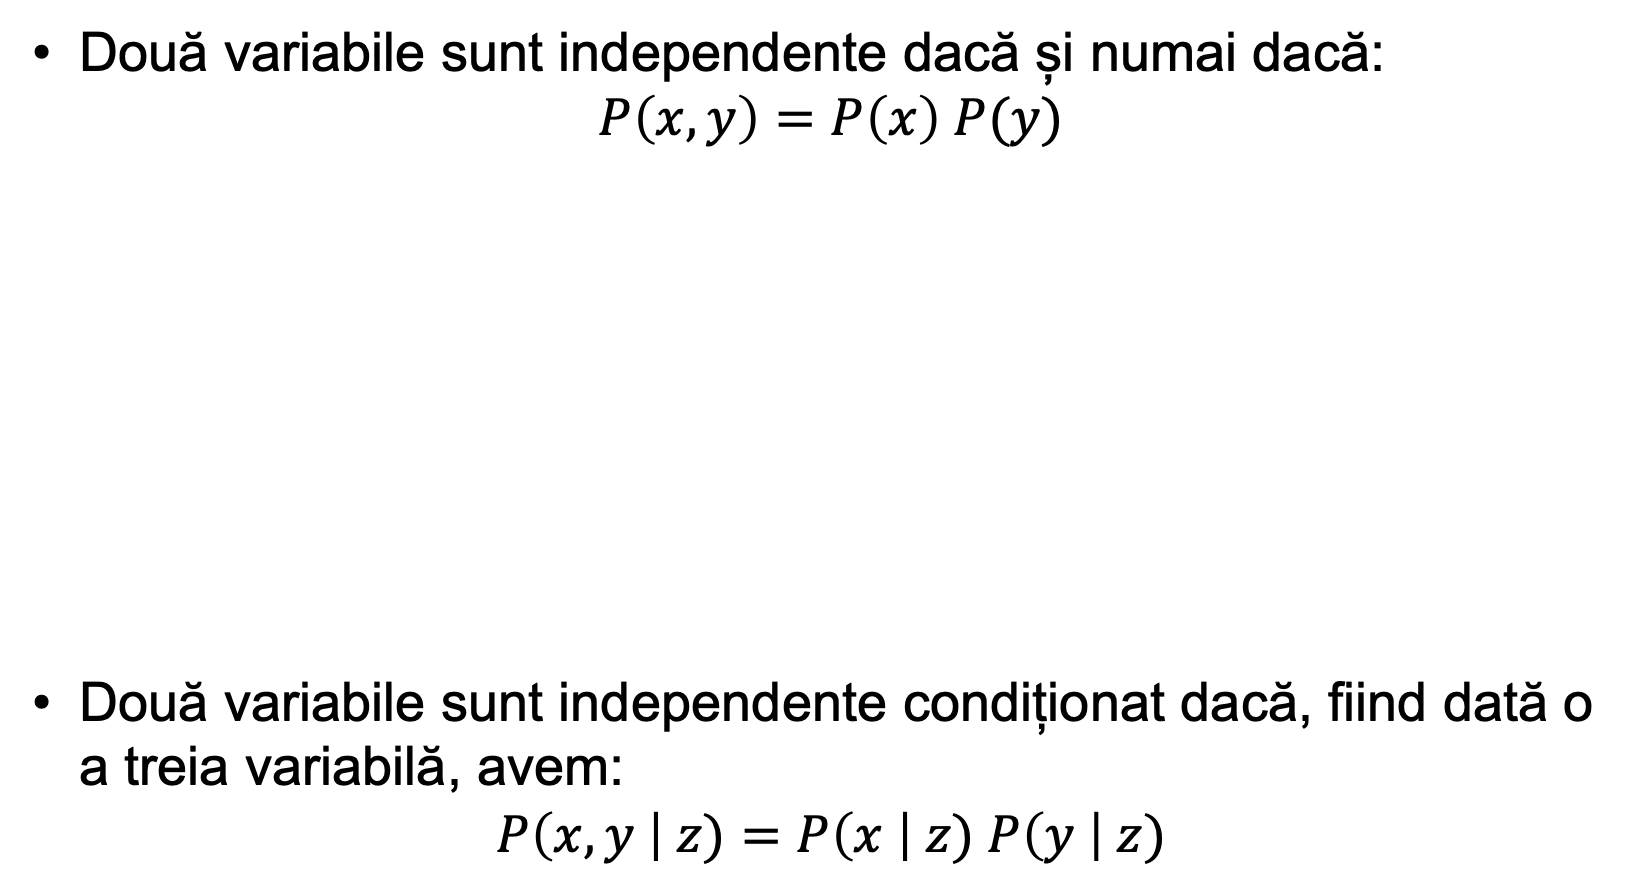 • Două variabile sunt independente dacă și numai dacă:
P(x, y) = P(x) P(y)
• Două variabile sunt independente condiționat dacă, fiind dată o
a treia variabilă, avem:
P(x, y | z) = P(x | z) P(y | z)